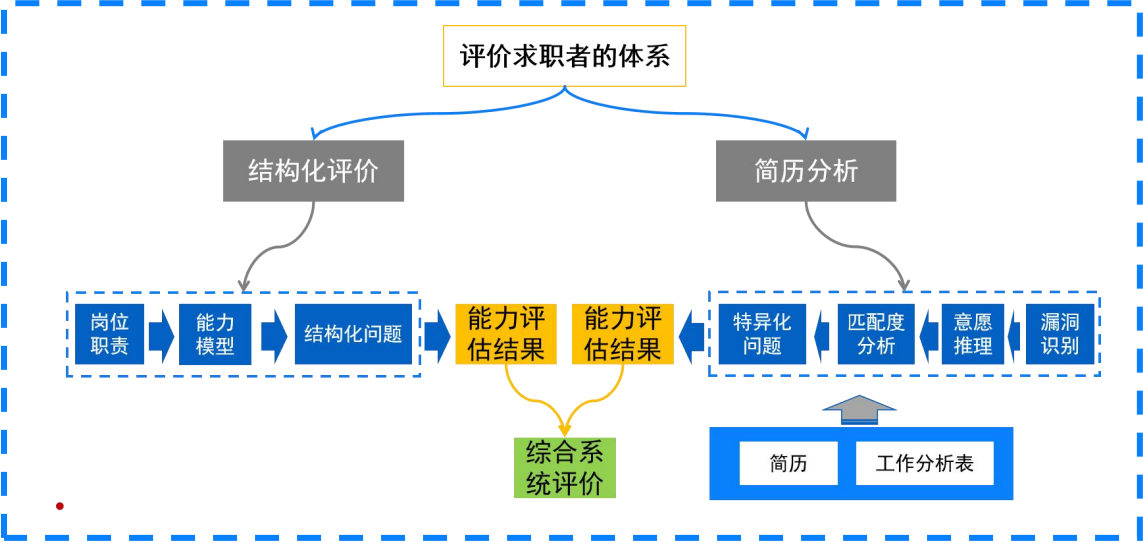 评价求职者的体系
结构化评价
简历分析
岗位
职责
能力
模型
结构化问题
能力评
估结果
能力评
估结果
特异化
问题
匹配度
分析
意愿
推理
漏洞
识别
综合系
统评价
简历
工作分析表